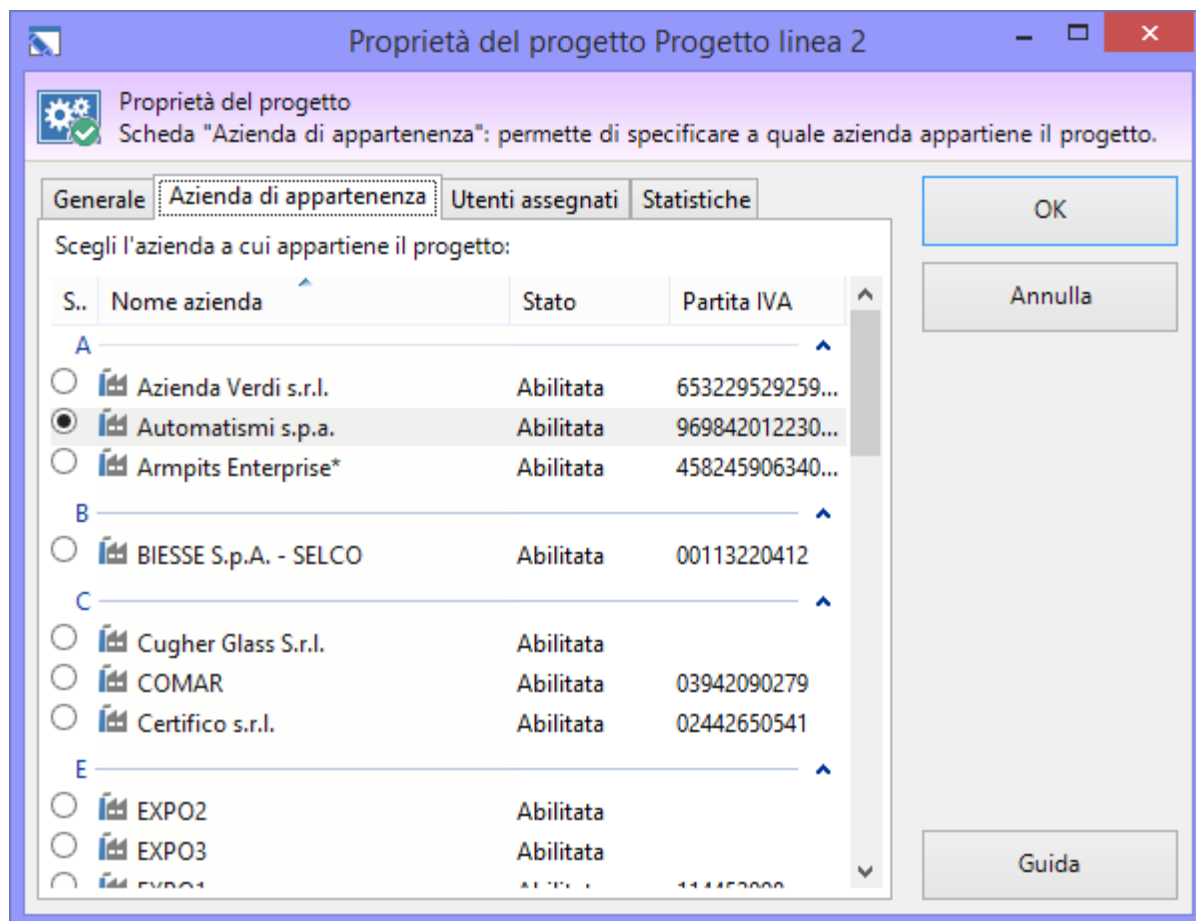 Proprietà del progetto Progetto linea 2
Proprietà del progetto
Scheda "Azienda di appartenenza": permette di specificare a quale azienda appartiene il progetto.
Generale Azienda di appartenenza Utenti assegnati Statistiche
OK
Scegli l'azienda a cui appartiene il progetto:
Annulla
S.. Nome azienda Stato Partita IVA
A
Azienda Verdi s.r.l. Abilitata 653229529259...
Automatismi s.p.a. Abilitata 969842012230...
Armpits Enterprise* Abilitata 458245906340...
B
BIESSE S.p.A. - SELCO Abilitata 00113220412
C
Cugher Glass S.r.l. Abilitata
COMAR Abilitata 03942090279
Certifico s.r.l. Abilitata 02442650541
E
EXPO2 Abilitata
EXPO3 Abilitata
Guida